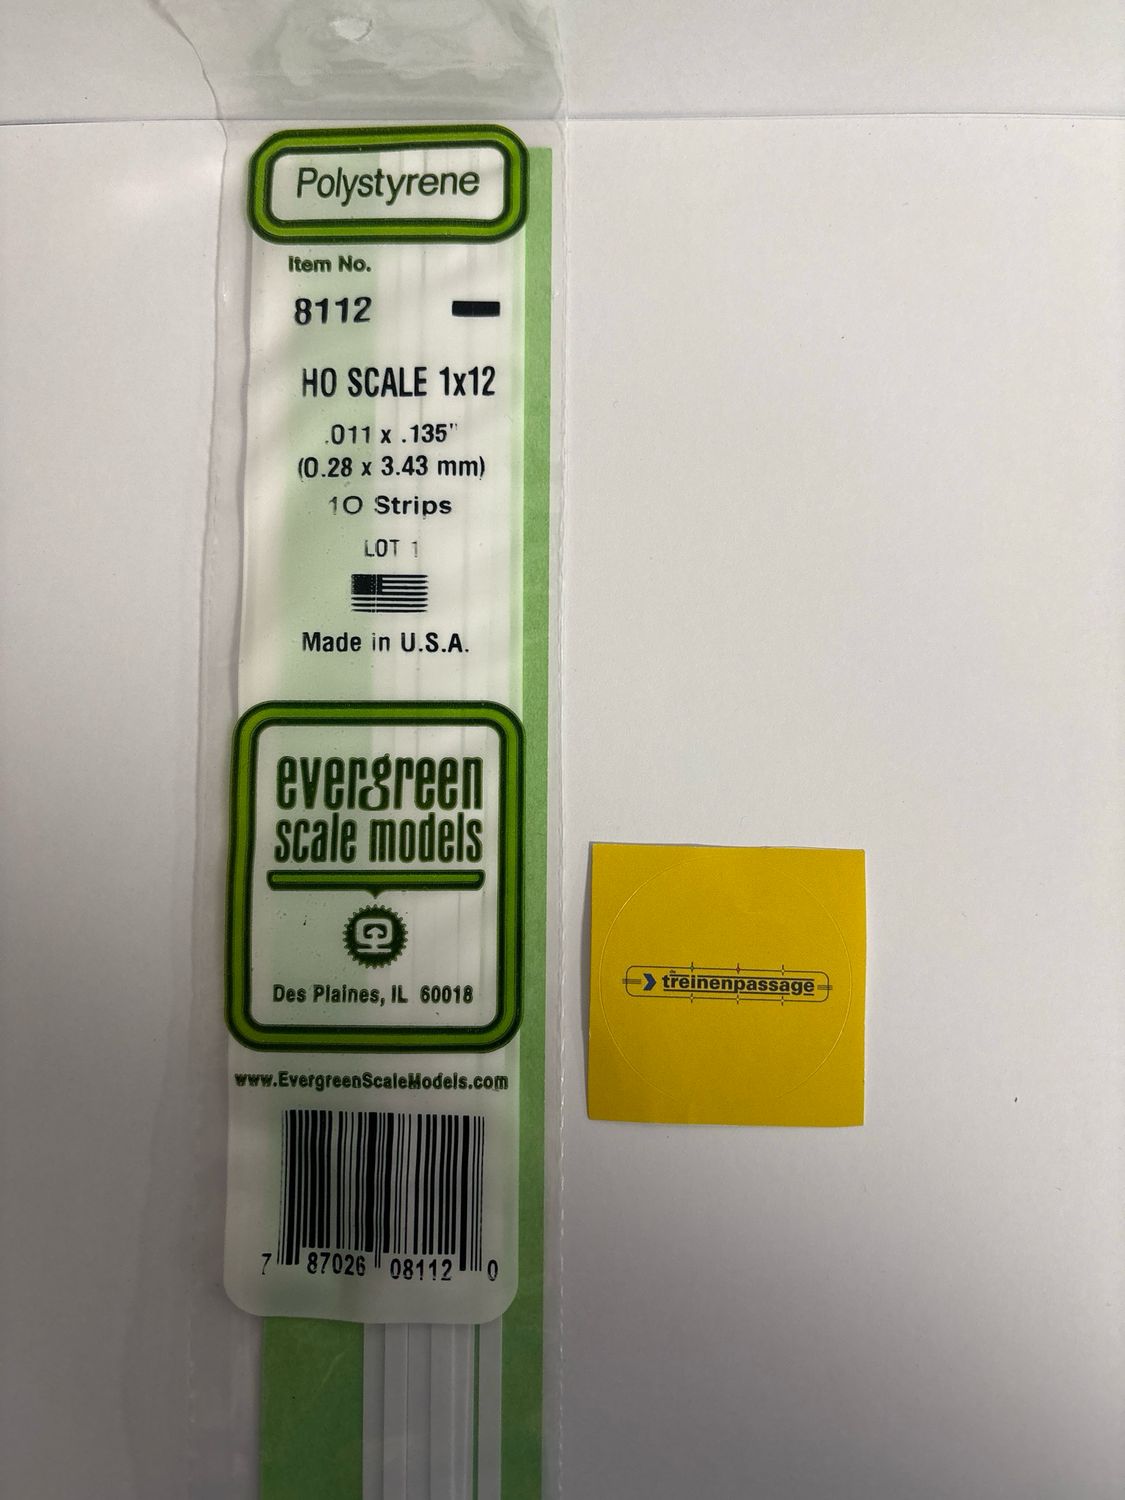 Polystyrene
Item No.
8112
HO SCALE 1x12
.011 x .135"
(0.28 x 3.43 mm)
10 Strips
LOT 1
Made in U.S.A.
evergreen
scale models
Des Plaines, IL 60018
www.EvergreenScaleModels.com
7 87026 08112 0
de
treinenpassage